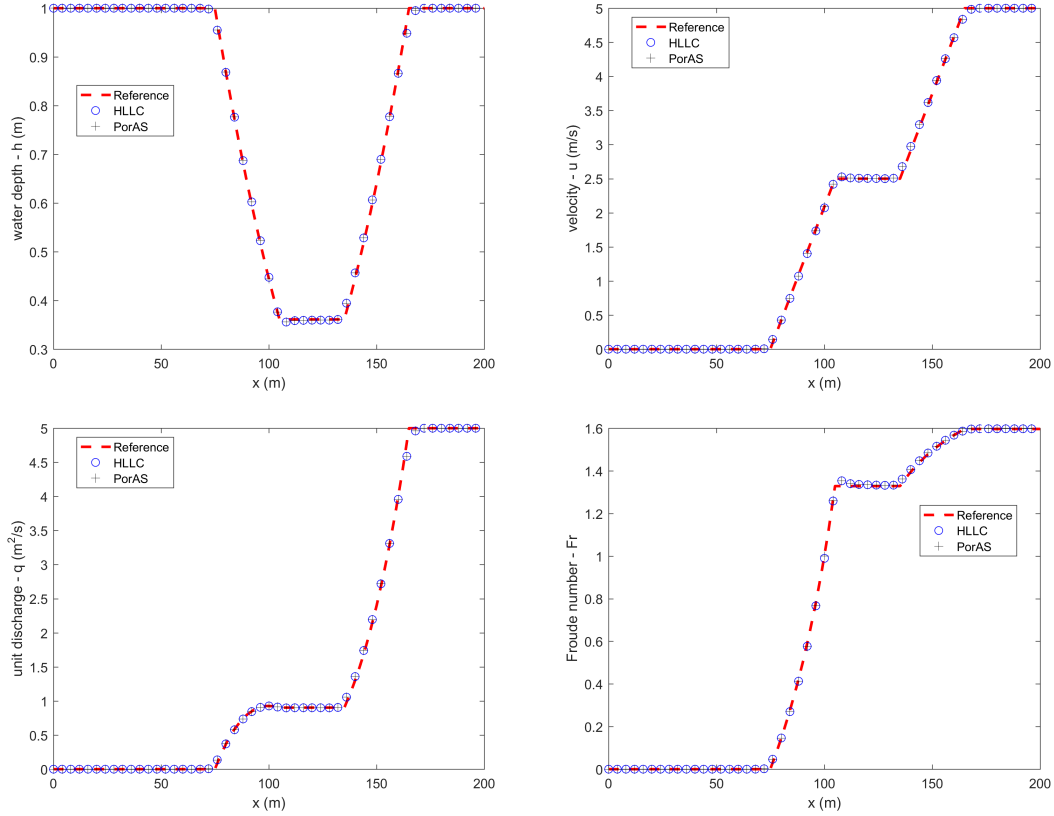 1
0.9
0.8
0.7
0.6
0.5
0.4
0.3
water depth - h (m)
Reference
HLLC
PorAS
0 50 100 150 200
x (m)
5
4.5
4
3.5
3
2.5
2
1.5
1
0.5
0
velocity - u (m/s)
Reference
HLLC
PorAS
0 50 100 150 200
x (m)
5
4.5
4
3.5
3
2.5
2
1.5
1
0.5
0
unit discharge - q (m²/s)
Reference
HLLC
PorAS
0 50 100 150 200
x (m)
1.6
1.4
1.2
1
0.8
0.6
0.4
0.2
0
Froude number - Fr
Reference
HLLC
PorAS
0 50 100 150 200
x (m)